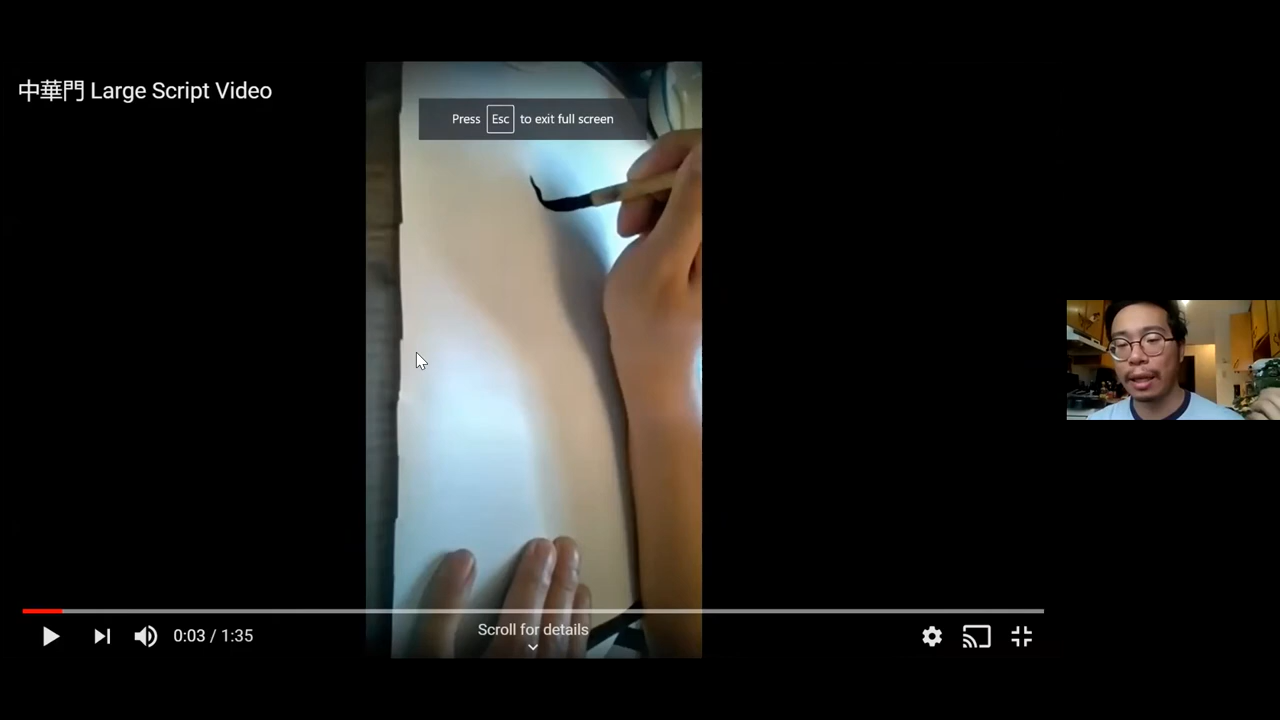 中華門 Large Script Video
Press Esc to exit full screen
Scroll for details
0:03 / 1:35